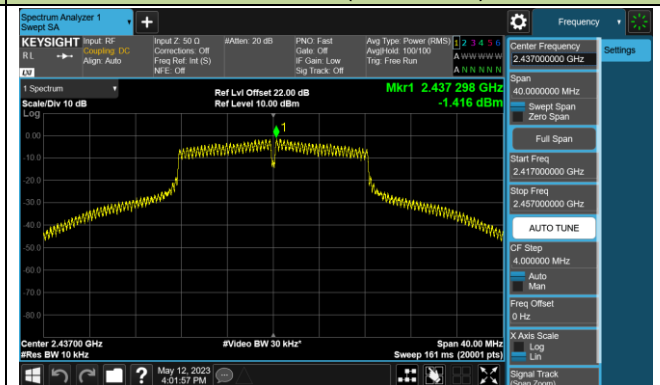 Spectrum Analyzer 1
Swept SA
+
Frequency
KEYSIGHT
RL
LV
Input: RF
Coupling: DC
Align: Auto
Input Z: 50 Ω
Corrections: Off
Freq Ref: Int (S)
NFE: Off
#Atten: 20 dB
PNO: Fast
Gate: Off
IF Gain: Low
Sig Track: Off
Avg Type: Power (RMS)
Avg|Hold: 100/100
Trig: Free Run
1 2 3 4 5 6
A W W W W W
A N N N N N
1 Spectrum
Scale/Div 10 dB
Log
Ref Lvl Offset 22.00 dB
Ref Level 10.00 dBm
Mkr1 2.437 298 GHz
-1.416 dBm
1
0.00
-10.0
-20.0
-30.0
-40.0
-50.0
-60.0
-70.0
-80.0
Center 2.43700 GHz
#Res BW 10 kHz
#Video BW 30 kHz*
Span 40.00 MHz
Sweep 161 ms (20001 pts)
?
May 12, 2023
4:01:57 PM
Center Frequency
2.437000000 GHz
Settings
Span
40.0000000 MHz
Swept Span
Zero Span
Full Span
Start Freq
2.417000000 GHz
Stop Freq
2.457000000 GHz
AUTO TUNE
CF Step
4.000000 MHz
Auto
Man
Freq Offset
0 Hz
X Axis Scale
Log
Lin
Signal Track
(Span Zoom)